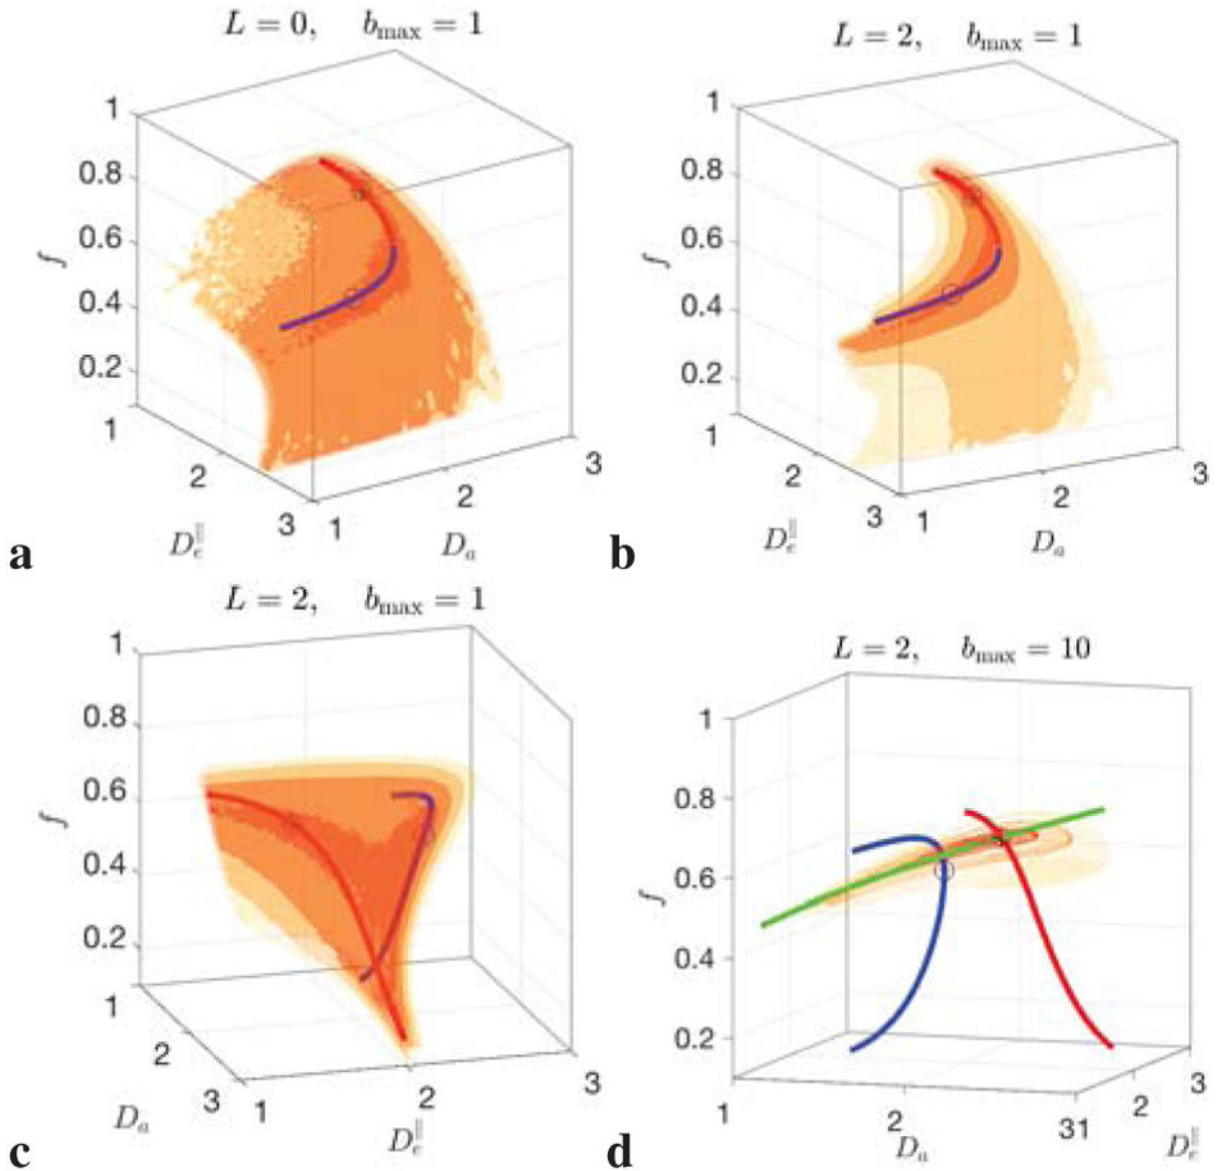 L = 0, b_max = 1
1
0.8
0.6
f
0.4
0.2
1
2
3
1
2
3
D_e^∥
D_a
a
L = 2, b_max = 1
1
0.8
0.6
f
0.4
0.2
1
2
3
1
2
3
D_e^∥
D_a
b
L = 2, b_max = 1
1
0.8
0.6
f
0.4
0.2
1
2
3
1
2
3
D_a
D_e^∥
c
L = 2, b_max = 10
1
0.8
0.6
f
0.4
0.2
1
2
31
2
3
D_a
D_e^∥
d